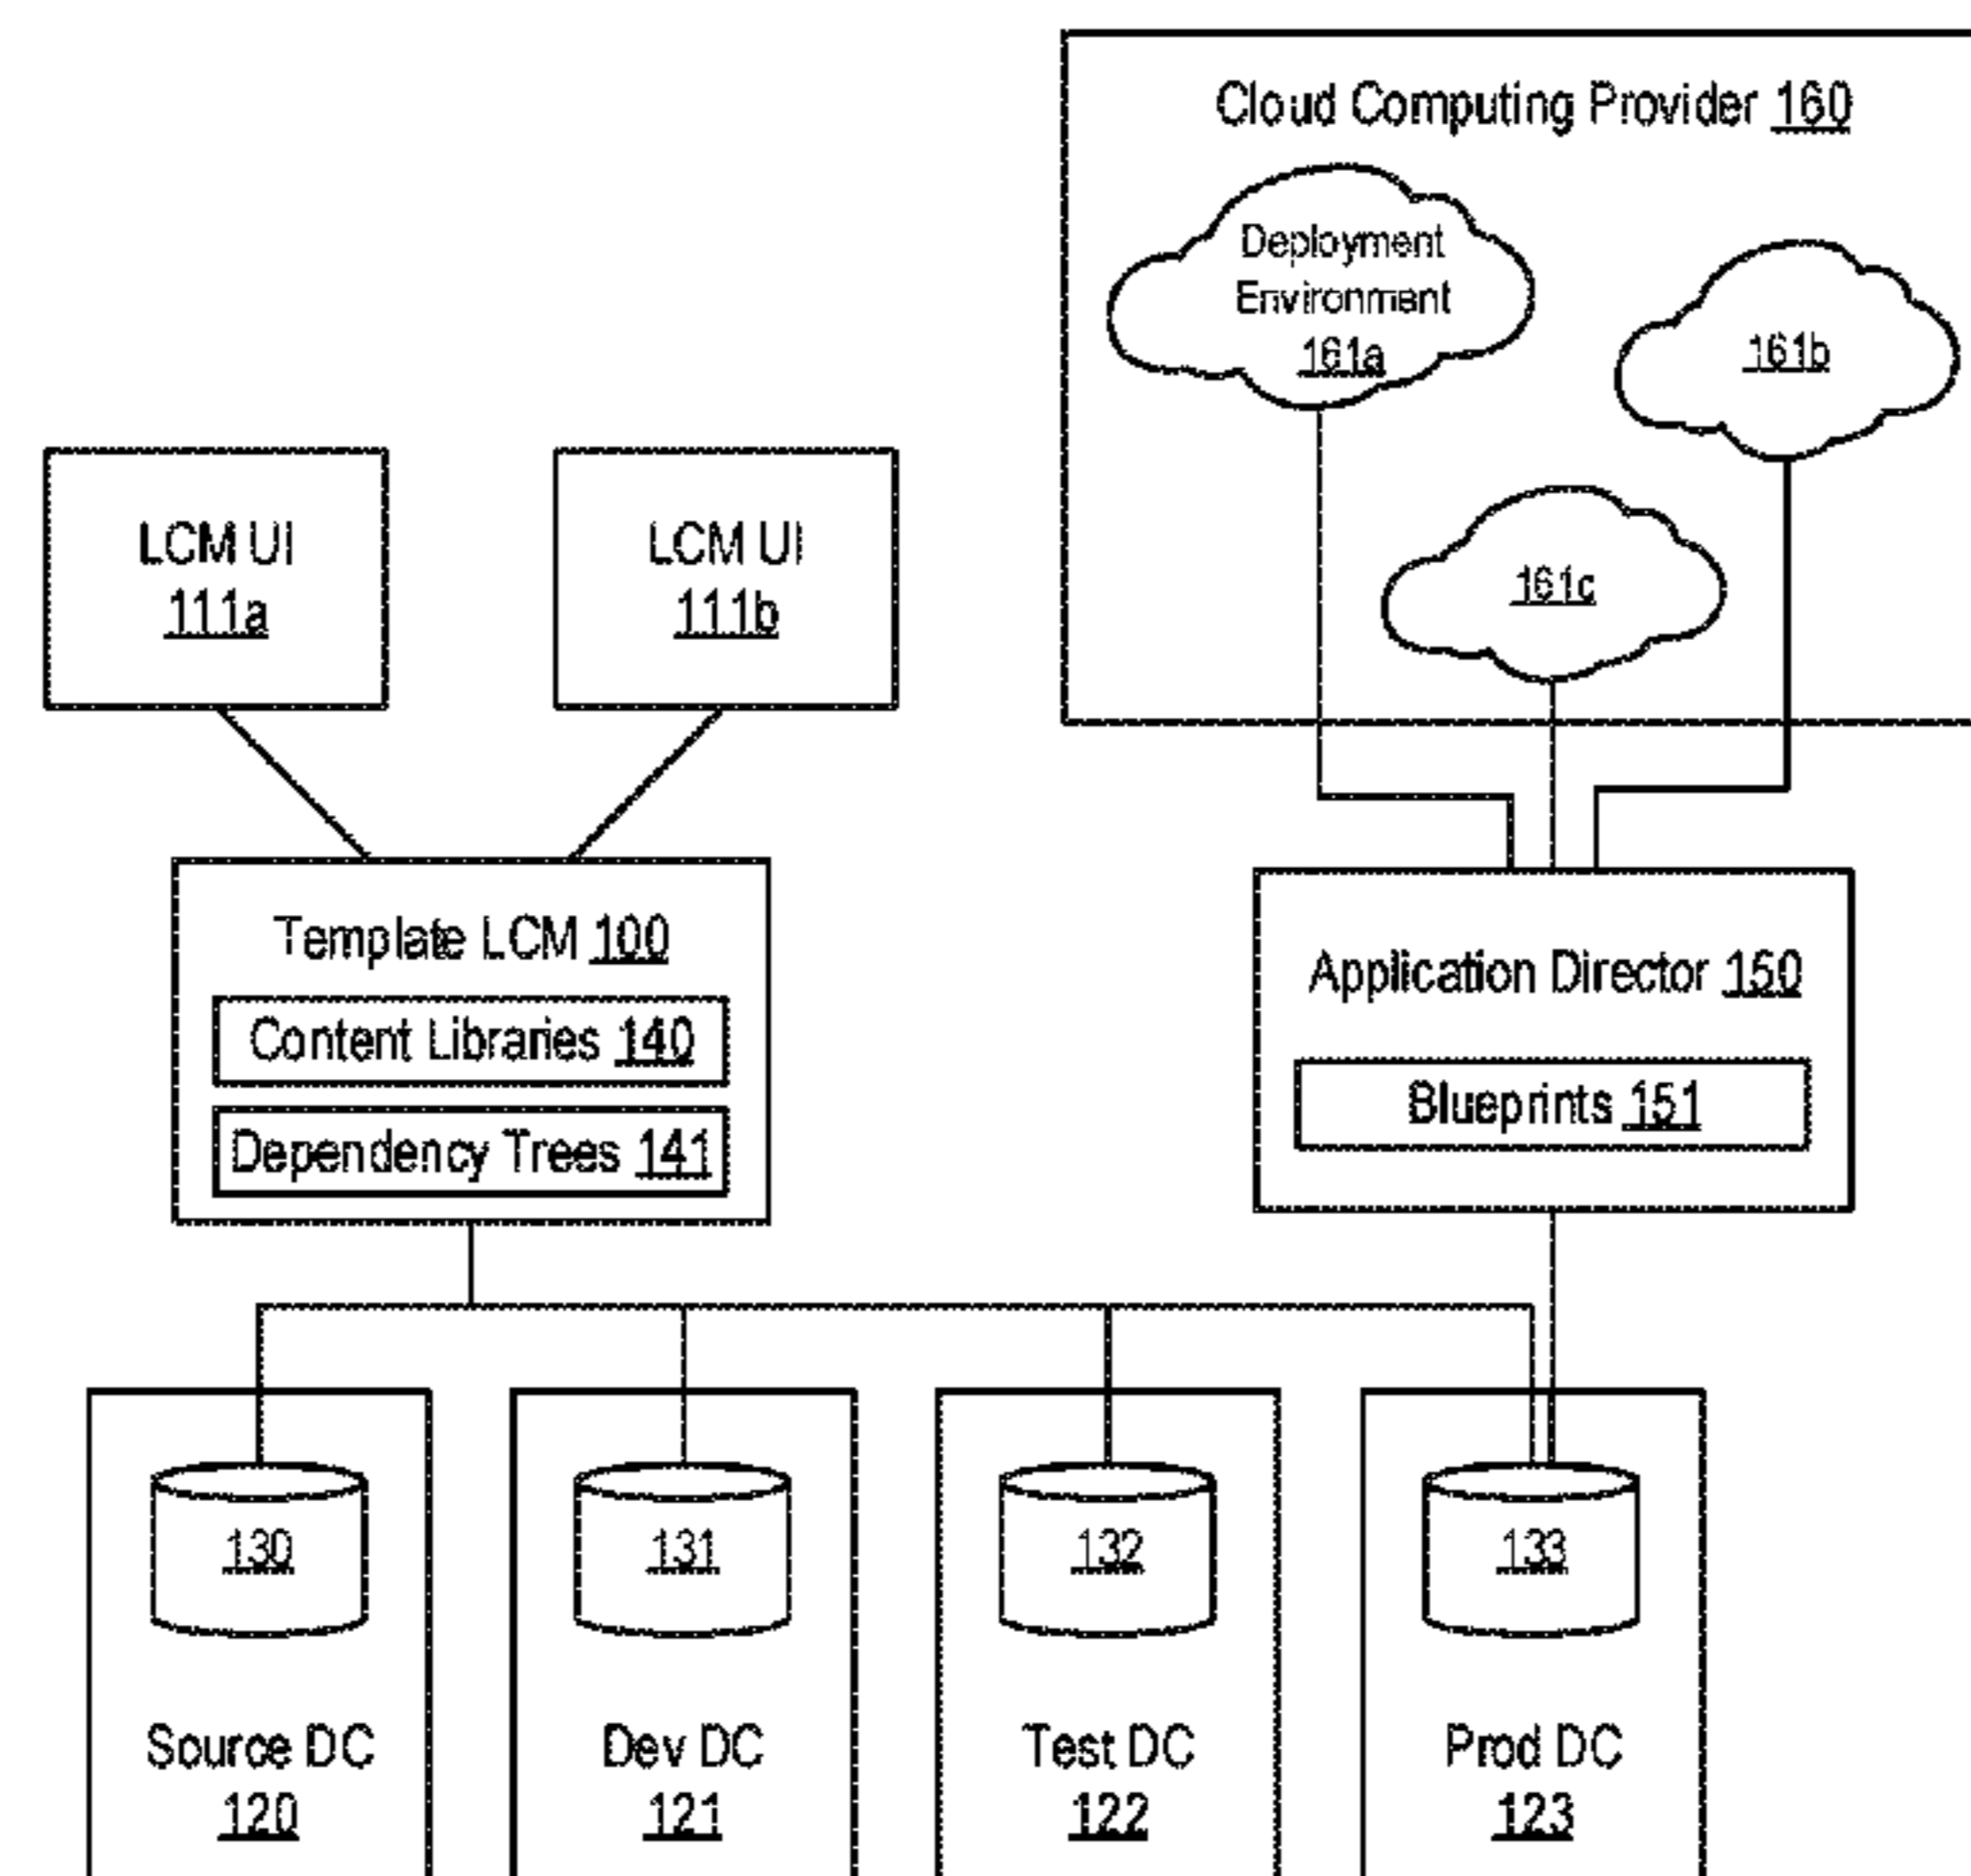 Cloud Computing Provider 160
Deployment
Environment
161a
161b
161c
LCM UI
111a
LCM UI
111b
Template LCM 100
Content Libraries 140
Dependency Trees 141
Application Director 150
Blueprints 151
130
131
132
133
Source DC
120
Dev DC
121
Test DC
122
Prod DC
123